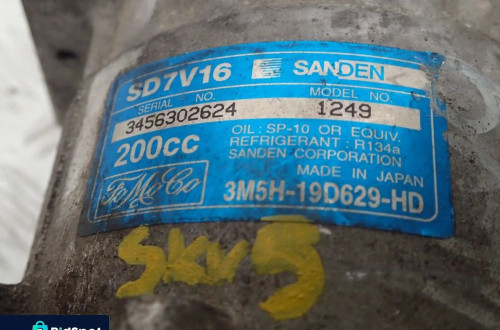 SD7V16 SANDEN
SERIAL NO. MODEL NO.
3456302624 1249
200cc OIL : SP-10 OR EQUIV.
REFRIGERANT : R134a
SANDEN CORPORATION
MADE IN JAPAN
FoMoCo 3M5H-19D629-HD
SKV5
BidSpot